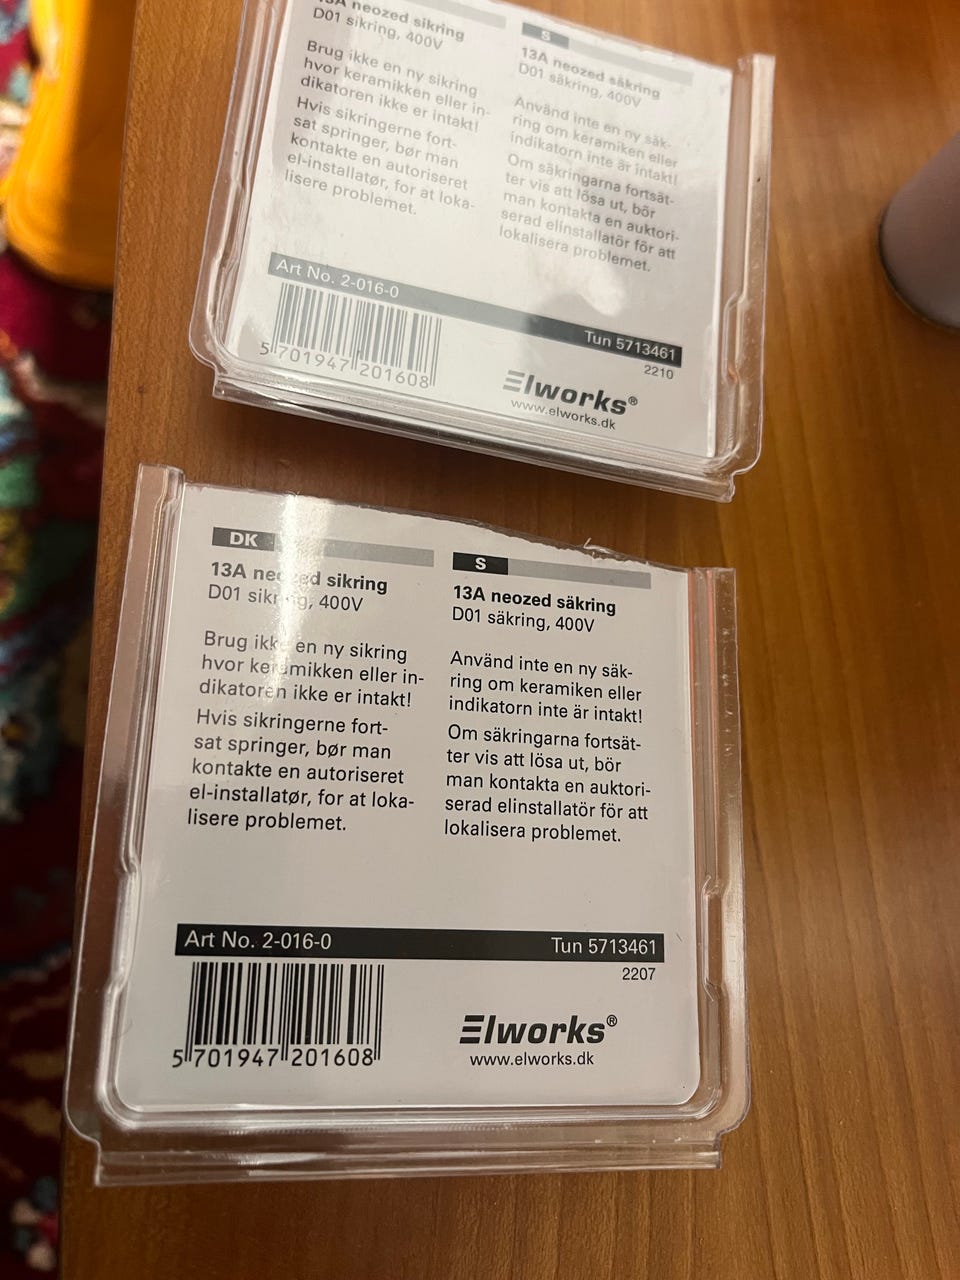 13A neozed sikring
D01 sikring, 400V
Brug ikke en ny sikring
hvor keramikken eller in-
dikatoren ikke er intakt!
Hvis sikringerne fort-
sat springer, bør man
kontakte en autoriseret
el-installatør, for at loka-
lisere problemet.
S
13A neozed säkring
D01 säkring, 400V
Använd inte en ny säk-
ring om keramiken eller
indikatorn inte är intakt!
Om säkringarna fortsät-
ter vis att lösa ut, bör
man kontakta en auktori-
serad elinstallatör för att
lokalisera problemet.
Art No. 2-016-0
Tun 5713461
2210
5 701947 201608
Elworks®
www.elworks.dk
DK
13A neozed sikring
D01 sikring, 400V
Brug ikke en ny sikring
hvor keramikken eller in-
dikatoren ikke er intakt!
Hvis sikringerne fort-
sat springer, bør man
kontakte en autoriseret
el-installatør, for at loka-
lisere problemet.
S
13A neozed säkring
D01 säkring, 400V
Använd inte en ny säk-
ring om keramiken eller
indikatorn inte är intakt!
Om säkringarna fortsät-
ter vis att lösa ut, bör
man kontakta en auktori-
serad elinstallatör för att
lokalisera problemet.
Art No. 2-016-0
Tun 5713461
2207
5 701947 201608
Elworks®
www.elworks.dk